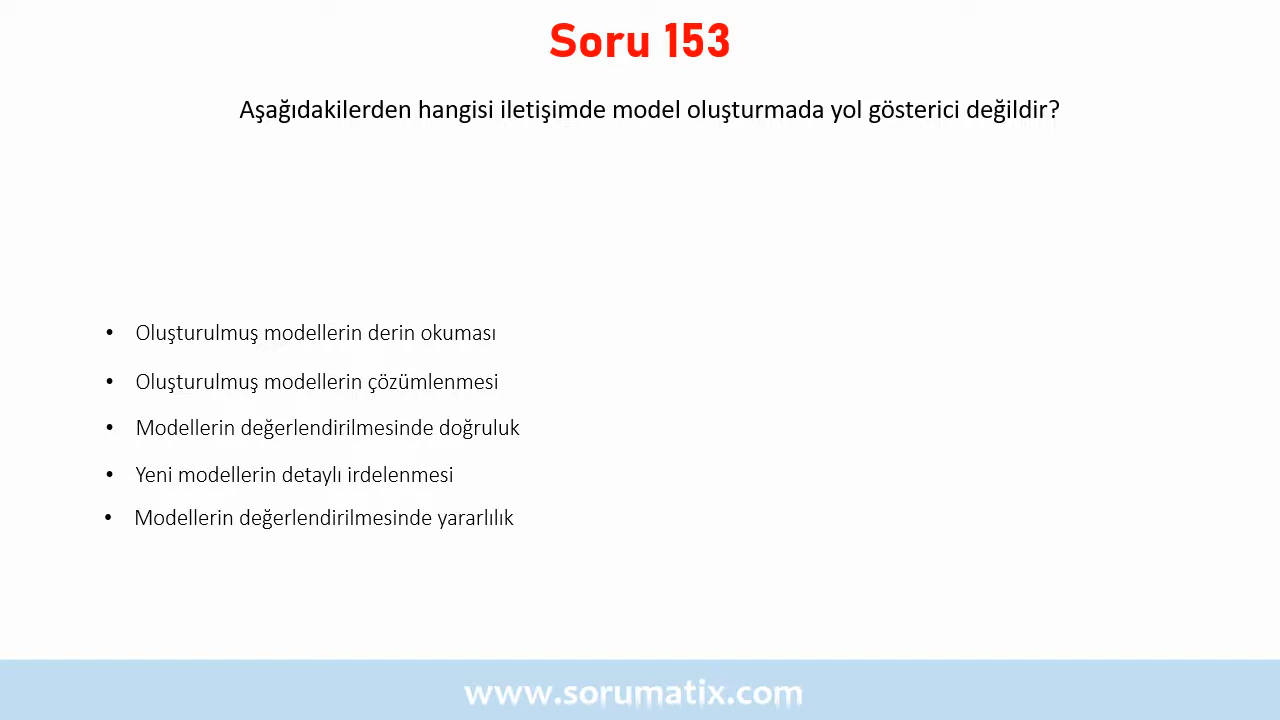 Soru 153
Aşağıdakilerden hangisi iletişimde model oluşturmada yol gösterici değildir?
• Oluşturulmuş modellerin derin okuması
• Oluşturulmuş modellerin çözümlenmesi
• Modellerin değerlendirilmesinde doğruluk
• Yeni modellerin detaylı irdelenmesi
• Modellerin değerlendirilmesinde yararlılık
www.sorumatix.com